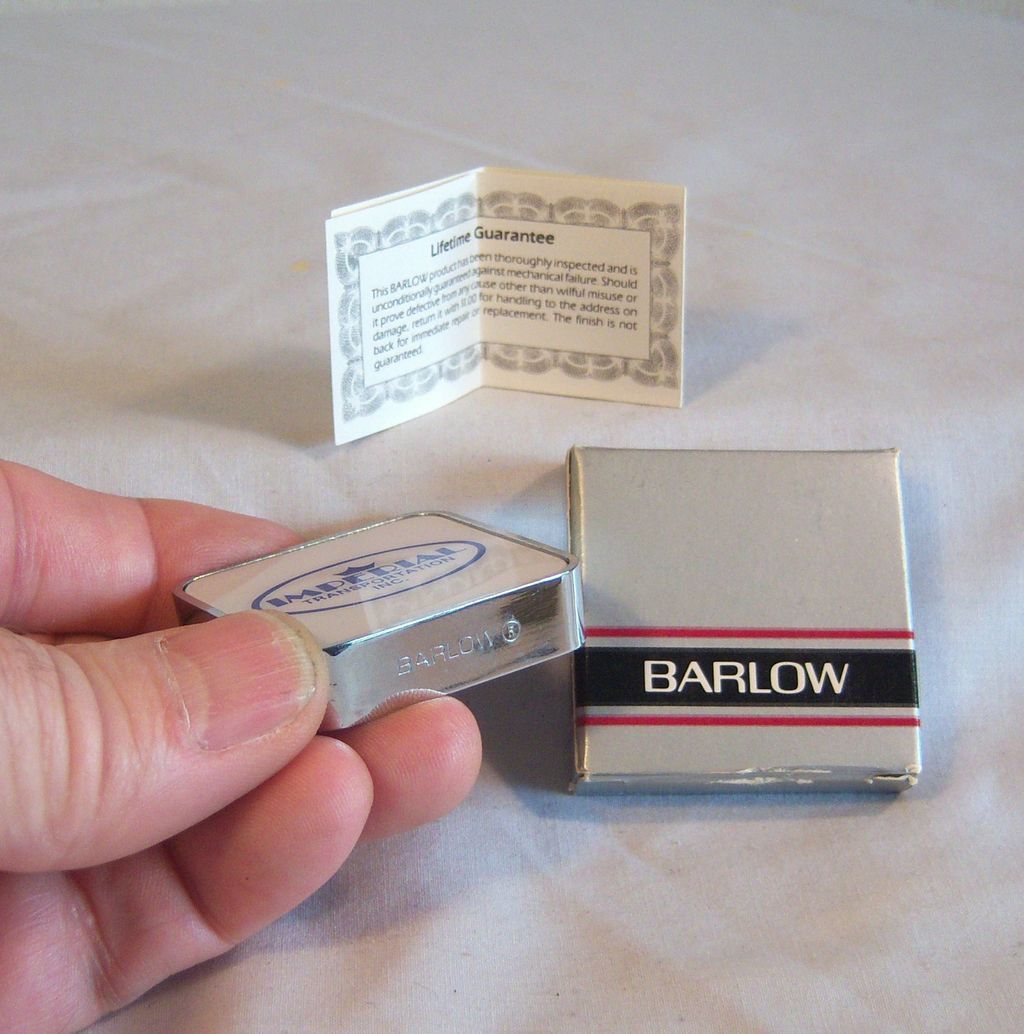 Lifetime Guarantee
This BARLOW product has been thoroughly inspected and is
unconditionally guaranteed against mechanical failure. Should
it prove defective from any cause other than wilful misuse or
damage, return it with $1.00 for handling to the address on
back for immediate repair or replacement. The finish is not
guaranteed.
IMPERIAL
TRANSPORTATION
INC.
BARLOW ®
BARLOW